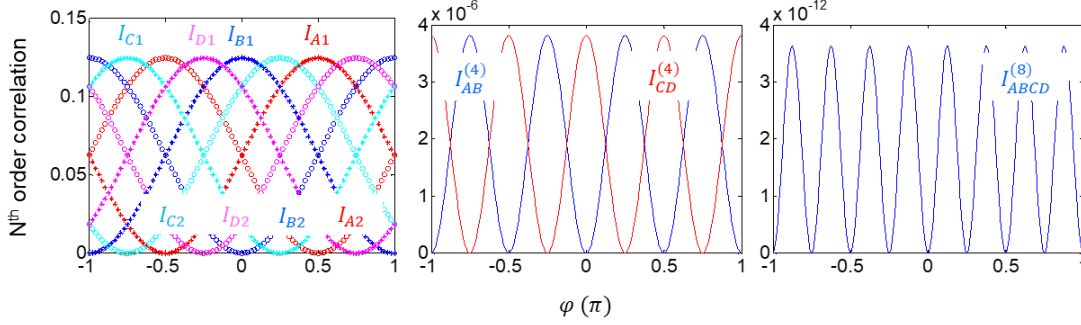 N^th order correlation
0.15
0.1
0.05
0
I_C1 I_D1 I_B1 I_A1
I_C2 I_D2 I_B2 I_A2
-1 -0.5 0 0.5 1
x 10^-6
4
3
2
1
0
I_AB^(4) I_CD^(4)
-1 -0.5 0 0.5 1
x 10^-12
4
3
2
1
0
I_ABCD^(8)
-1 -0.5 0 0.5 1
φ (π)